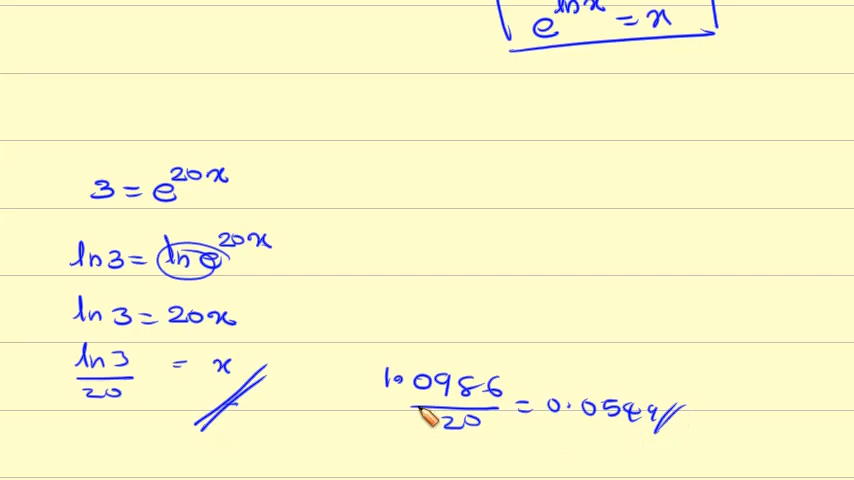 e^{ln x} = x
3 = e^{20x}
ln 3 = ln e^{20x}
ln 3 = 20x
ln 3 / 20 = x
1.0986 / 20 = 0.0549